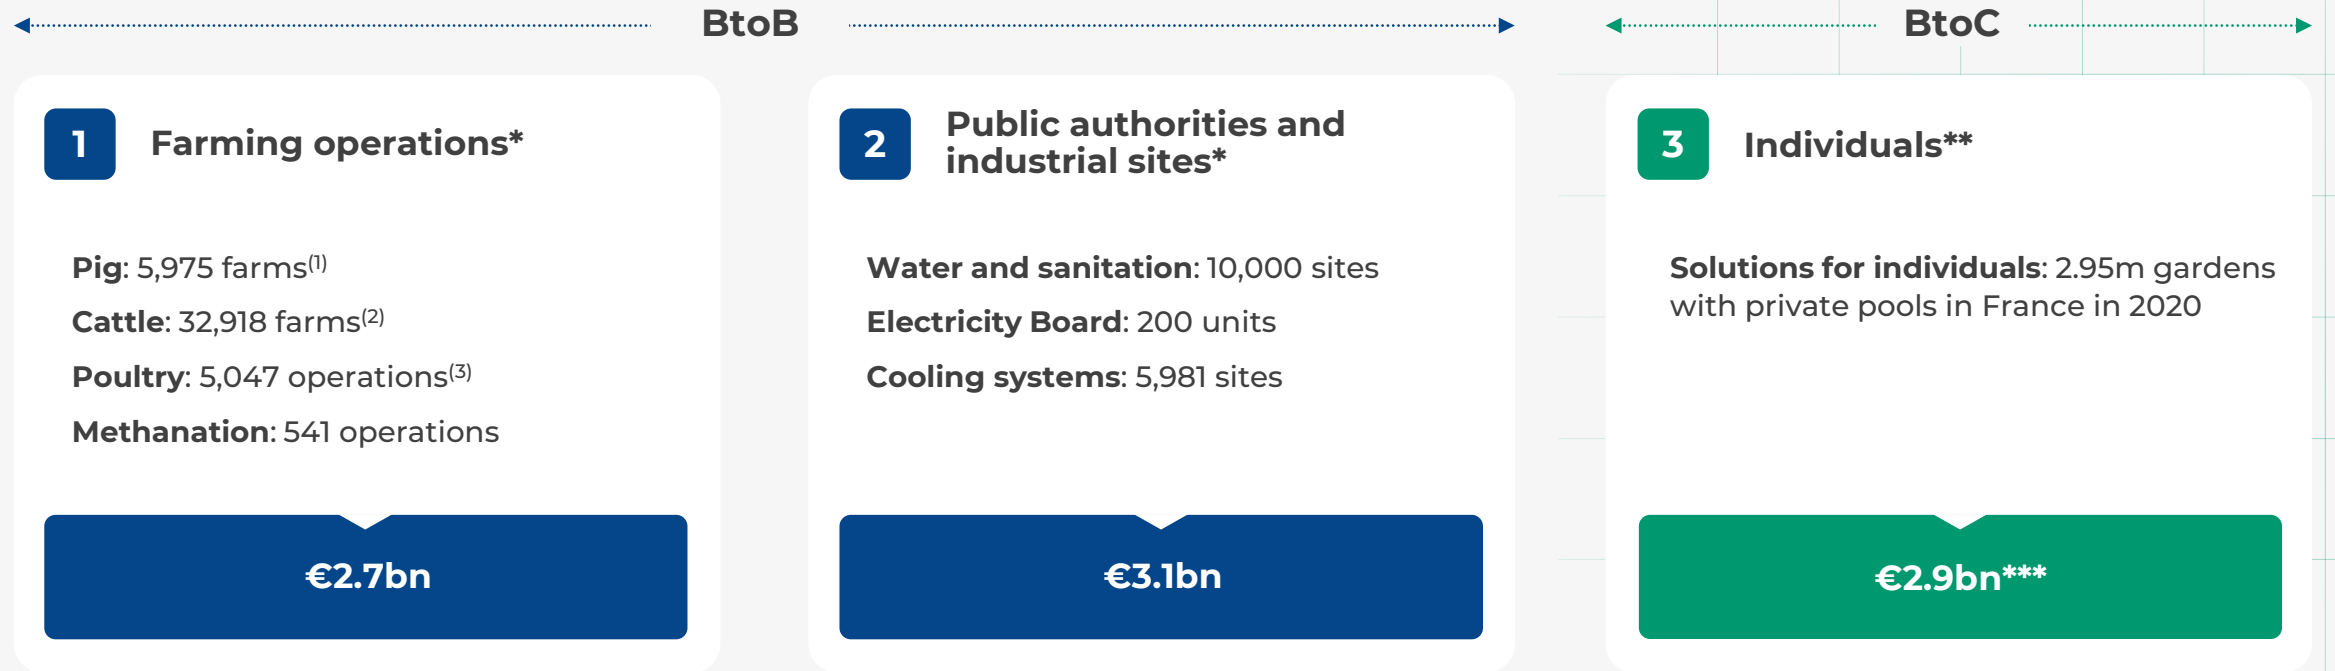 BtoB
BtoC
1
Farming operations*
Pig: 5,975 farms(1)
Cattle: 32,918 farms(2)
Poultry: 5,047 operations(3)
Methanation: 541 operations
€2.7bn
2
Public authorities and
industrial sites*
Water and sanitation: 10,000 sites
Electricity Board: 200 units
Cooling systems: 5,981 sites
€3.1bn
3
Individuals**
Solutions for individuals: 2.95m gardens
with private pools in France in 2020
€2.9bn***